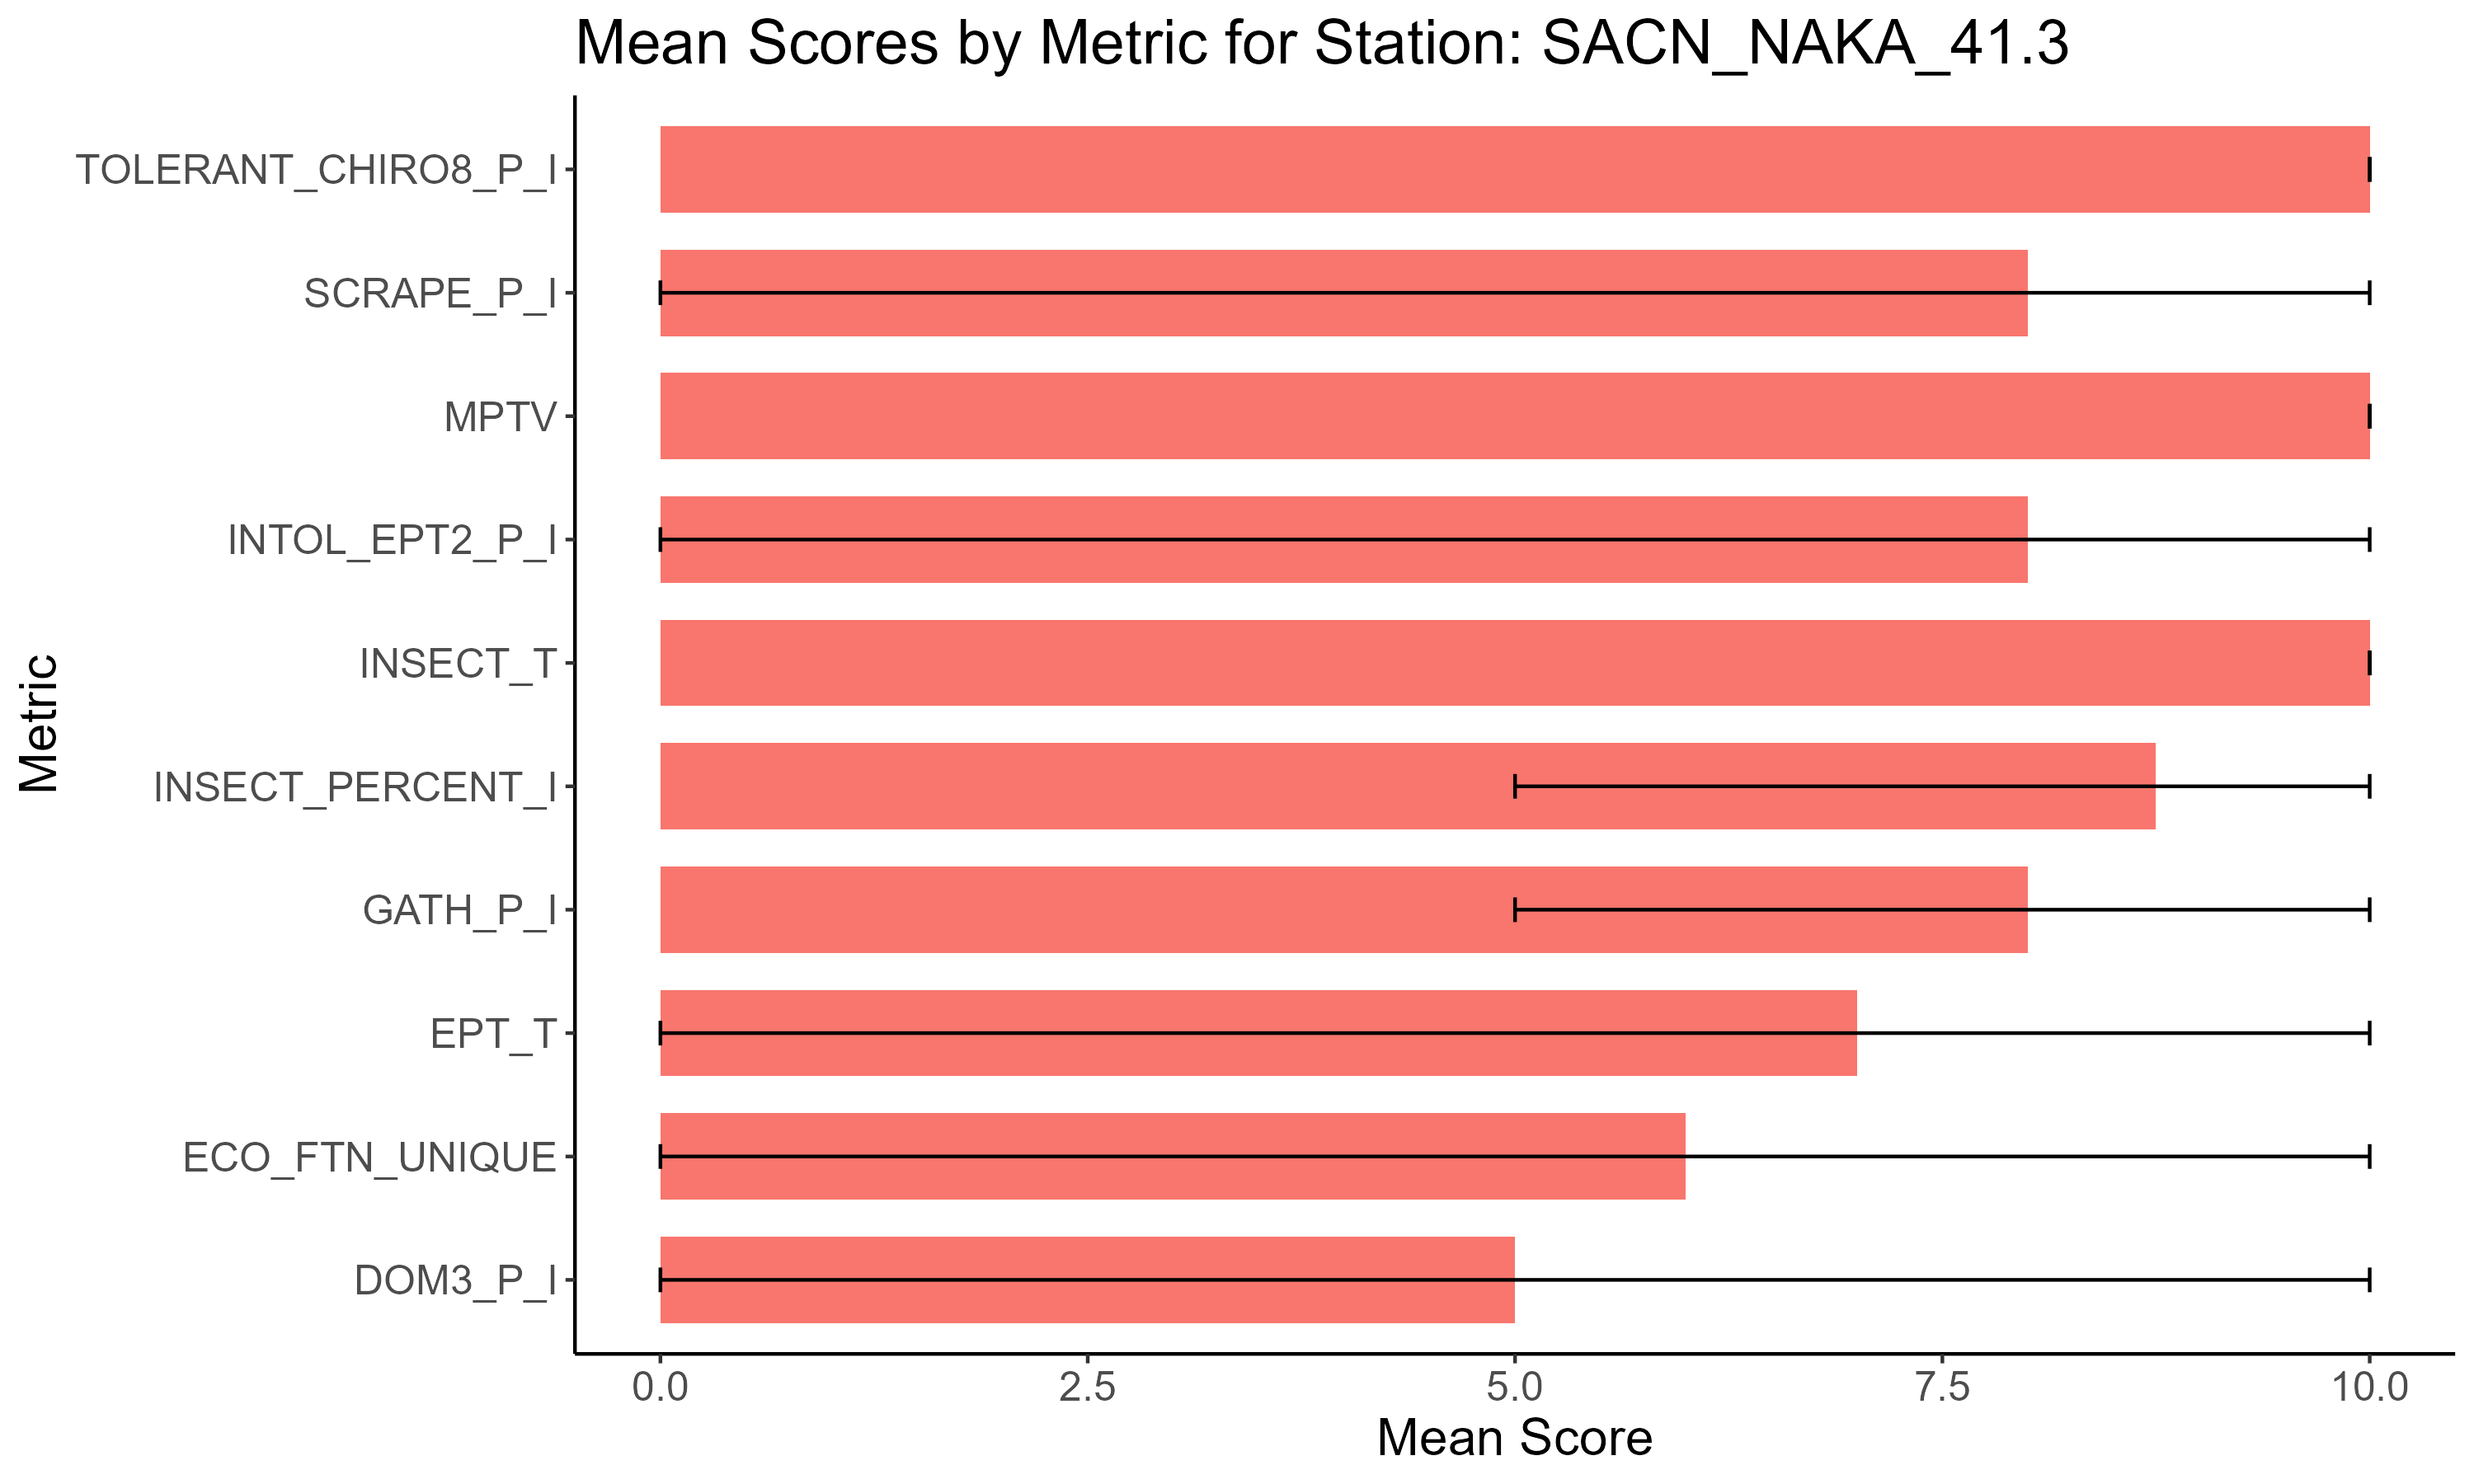 Mean Scores by Metric for Station: SACN_NAKA_41.3
TOLERANT_CHIRO8_P_I
SCRAPE_P_I
MPTV
INTOL_EPT2_P_I
INSECT_T
INSECT_PERCENT_I
GATH_P_I
EPT_T
ECO_FTN_UNIQUE
DOM3_P_I
Metric
0.0 2.5 5.0 7.5 10.0
Mean Score